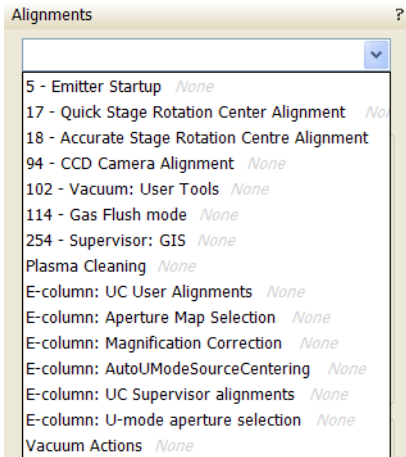 Alignments ?
5 - Emitter Startup None
17 - Quick Stage Rotation Center Alignment
18 - Accurate Stage Rotation Centre Alignment
94 - CCD Camera Alignment None
102 - Vacuum: User Tools None
114 - Gas Flush mode None
254 - Supervisor: GIS None
Plasma Cleaning None
E-column: UC User Alignments None
E-column: Aperture Map Selection None
E-column: Magnification Correction None
E-column: AutoUModeSourceCentering None
E-column: UC Supervisor alignments None
E-column: U-mode aperture selection None
Vacuum Actions None